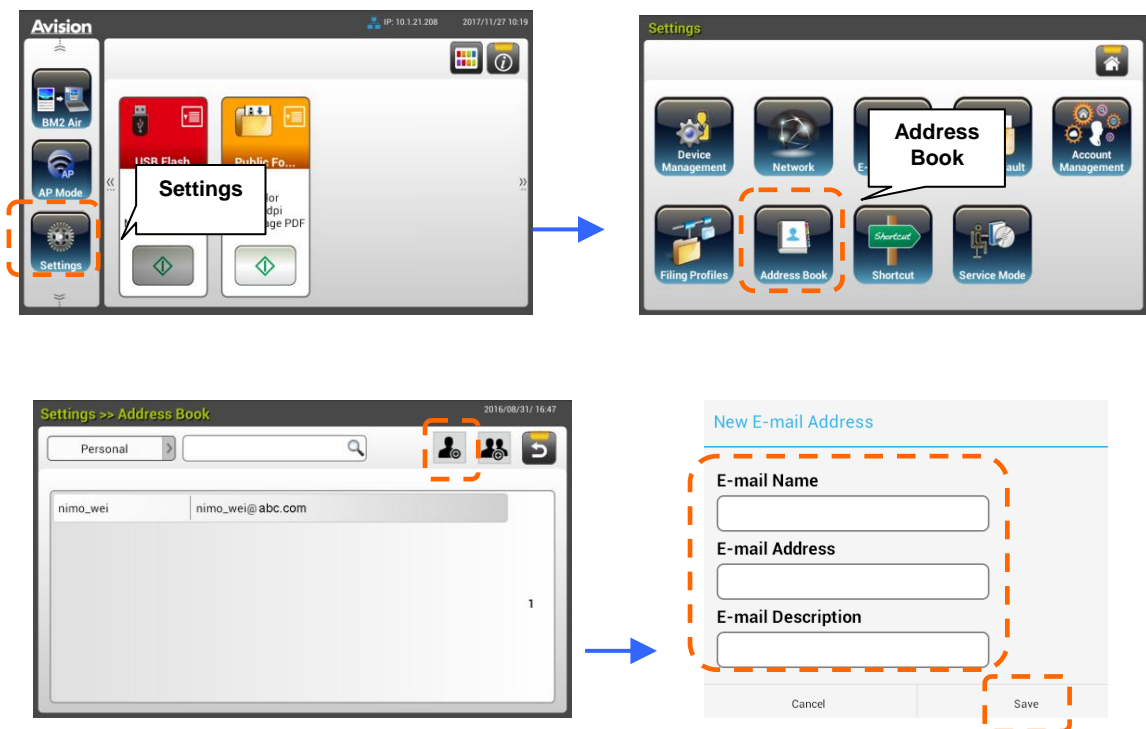 Avision
IP: 10.1.21.208
2017/11/27 10:19
BM2 Air
AP
AP Mode
Settings
USB Flash
Public Fo...
Settings
dpi
PDF
Settings
Device
Management
Network
Address
Book
Account
Management
Filing Profiles
Address Book
Shortcut
Shortcut
Service Mode
Settings >> Address Book
2016/08/31/ 16:47
Personal
nimo_wei
nimo_wei@abc.com
1
New E-mail Address
E-mail Name
E-mail Address
E-mail Description
Cancel
Save